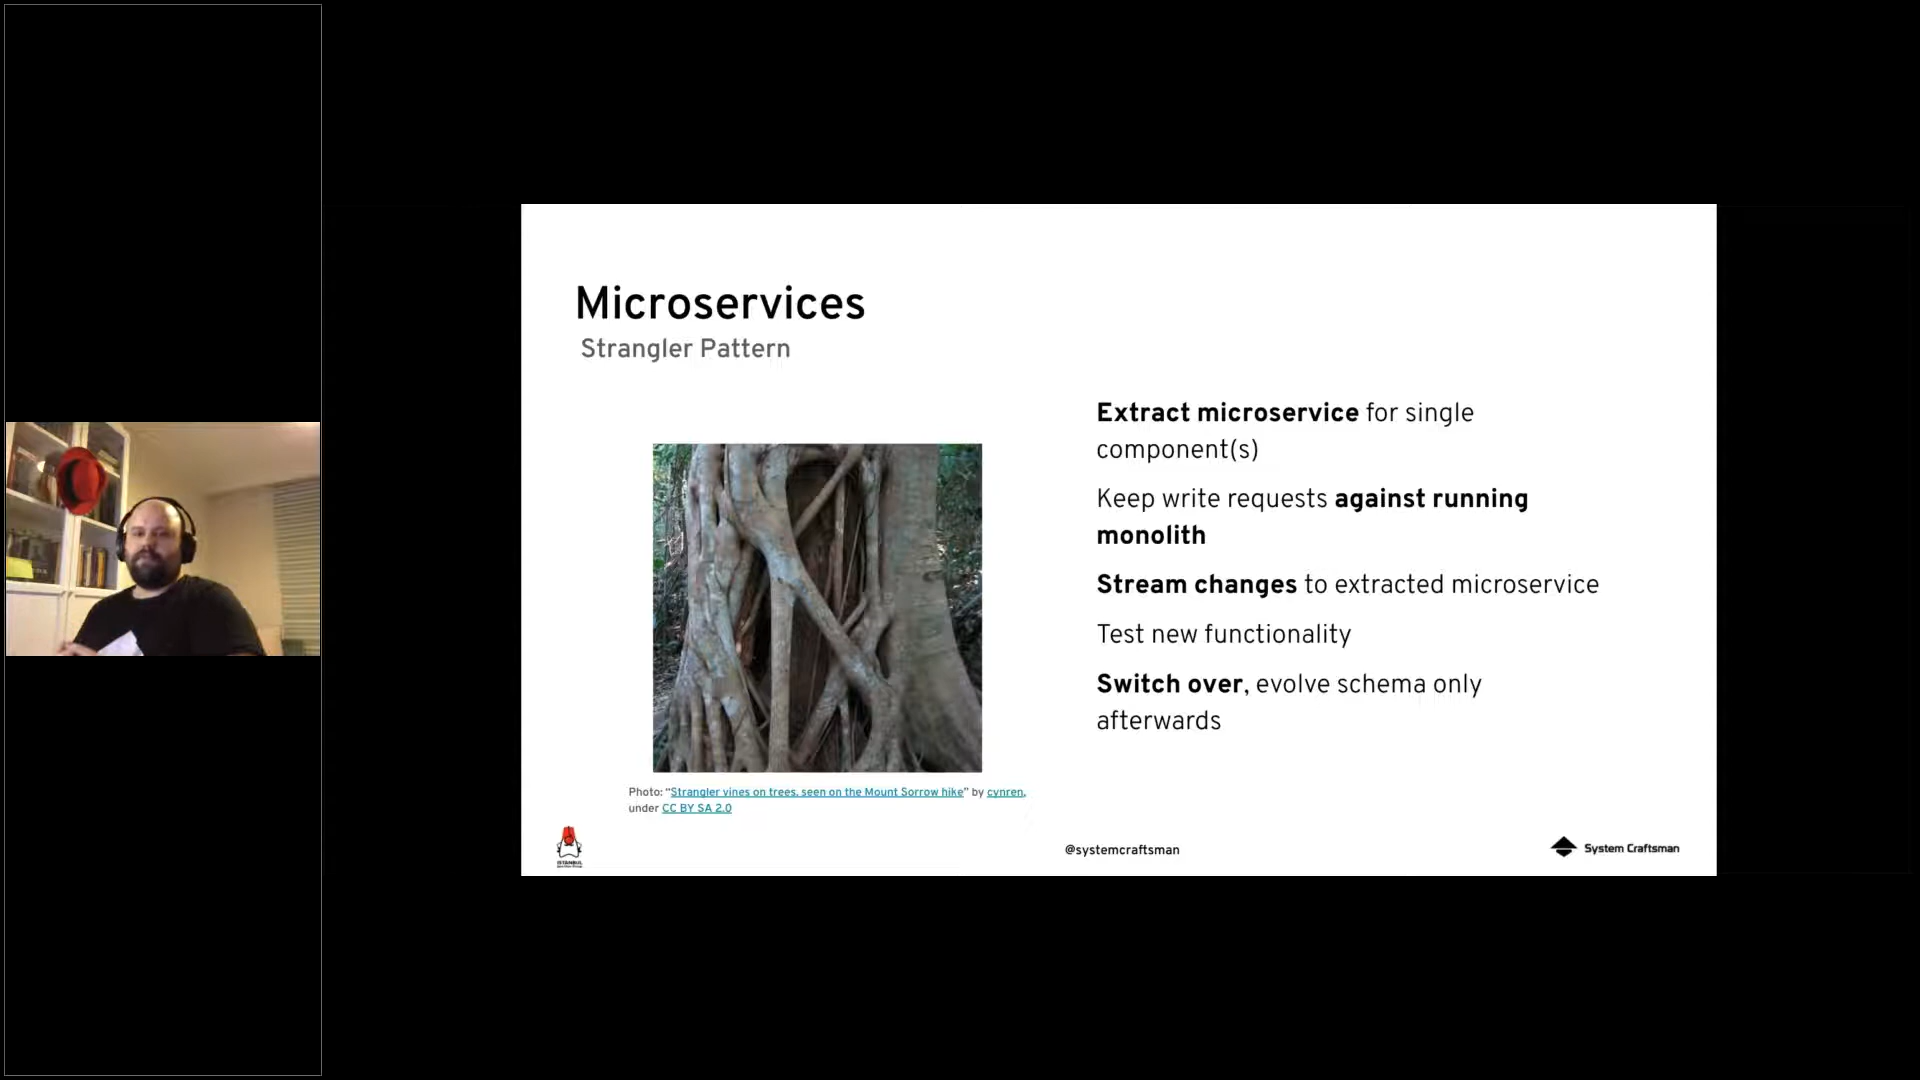 Microservices
Strangler Pattern
Extract microservice for single
component(s)
Keep write requests against running
monolith
Stream changes to extracted microservice
Test new functionality
Switch over, evolve schema only
afterwards
Photo: “Strangler vines on trees, seen on the Mount Sorrow hike” by cynren,
under CC BY SA 2.0
ISTANBUL
@systemcraftsman
System Craftsman